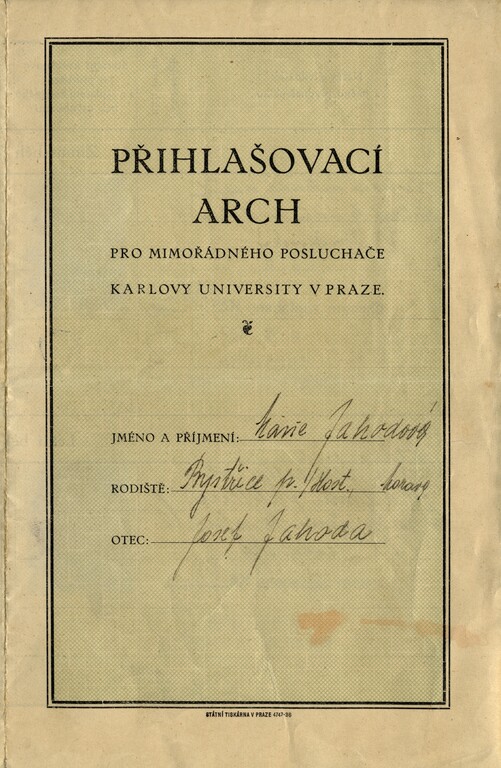 PŘIHLAŠOVACÍ
ARCH
PRO MIMOŘÁDNÉHO POSLUCHAČE
KARLOVY UNIVERSITY V PRAZE.
JMÉNO A PŘÍJMENÍ: Marie Jahodová
RODIŠTĚ: Bystřice p. Host., Morava
OTEC: Josef Jahoda
STÁTNÍ TISKÁRNA V PRAZE